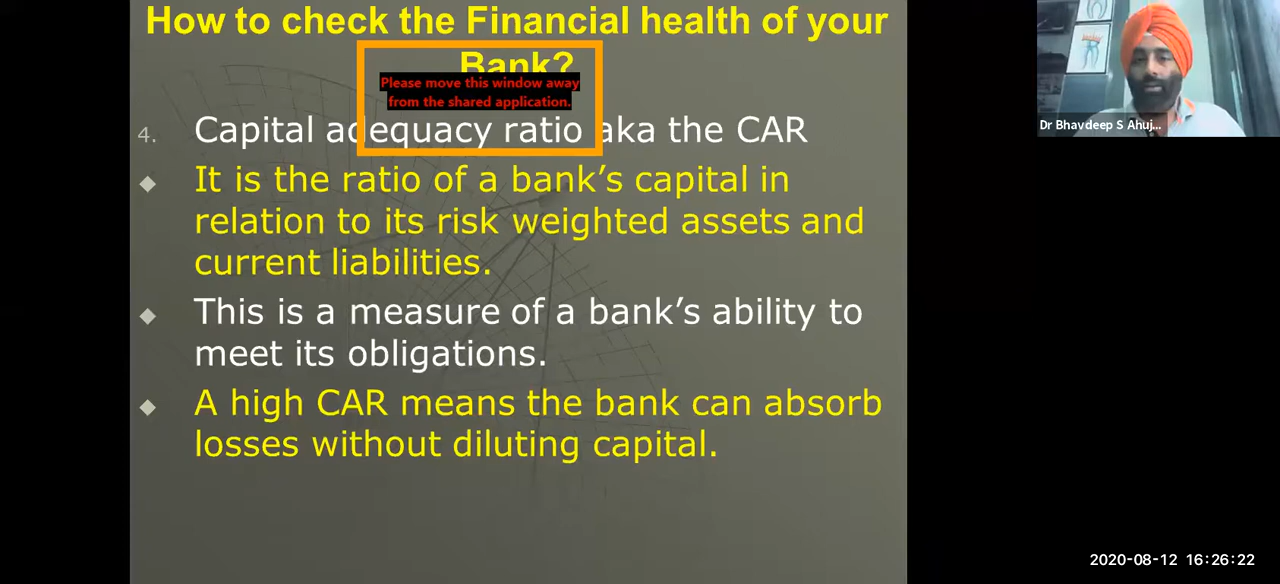 How to check the Financial health of your
Bank?
Please move this window away
from the shared application.
4. Capital adequacy ratio aka the CAR
It is the ratio of a bank’s capital in
relation to its risk weighted assets and
current liabilities.
This is a measure of a bank’s ability to
meet its obligations.
A high CAR means the bank can absorb
losses without diluting capital.
Dr Bhavdeep S Ahuj...
2020-08-12 16:26:22